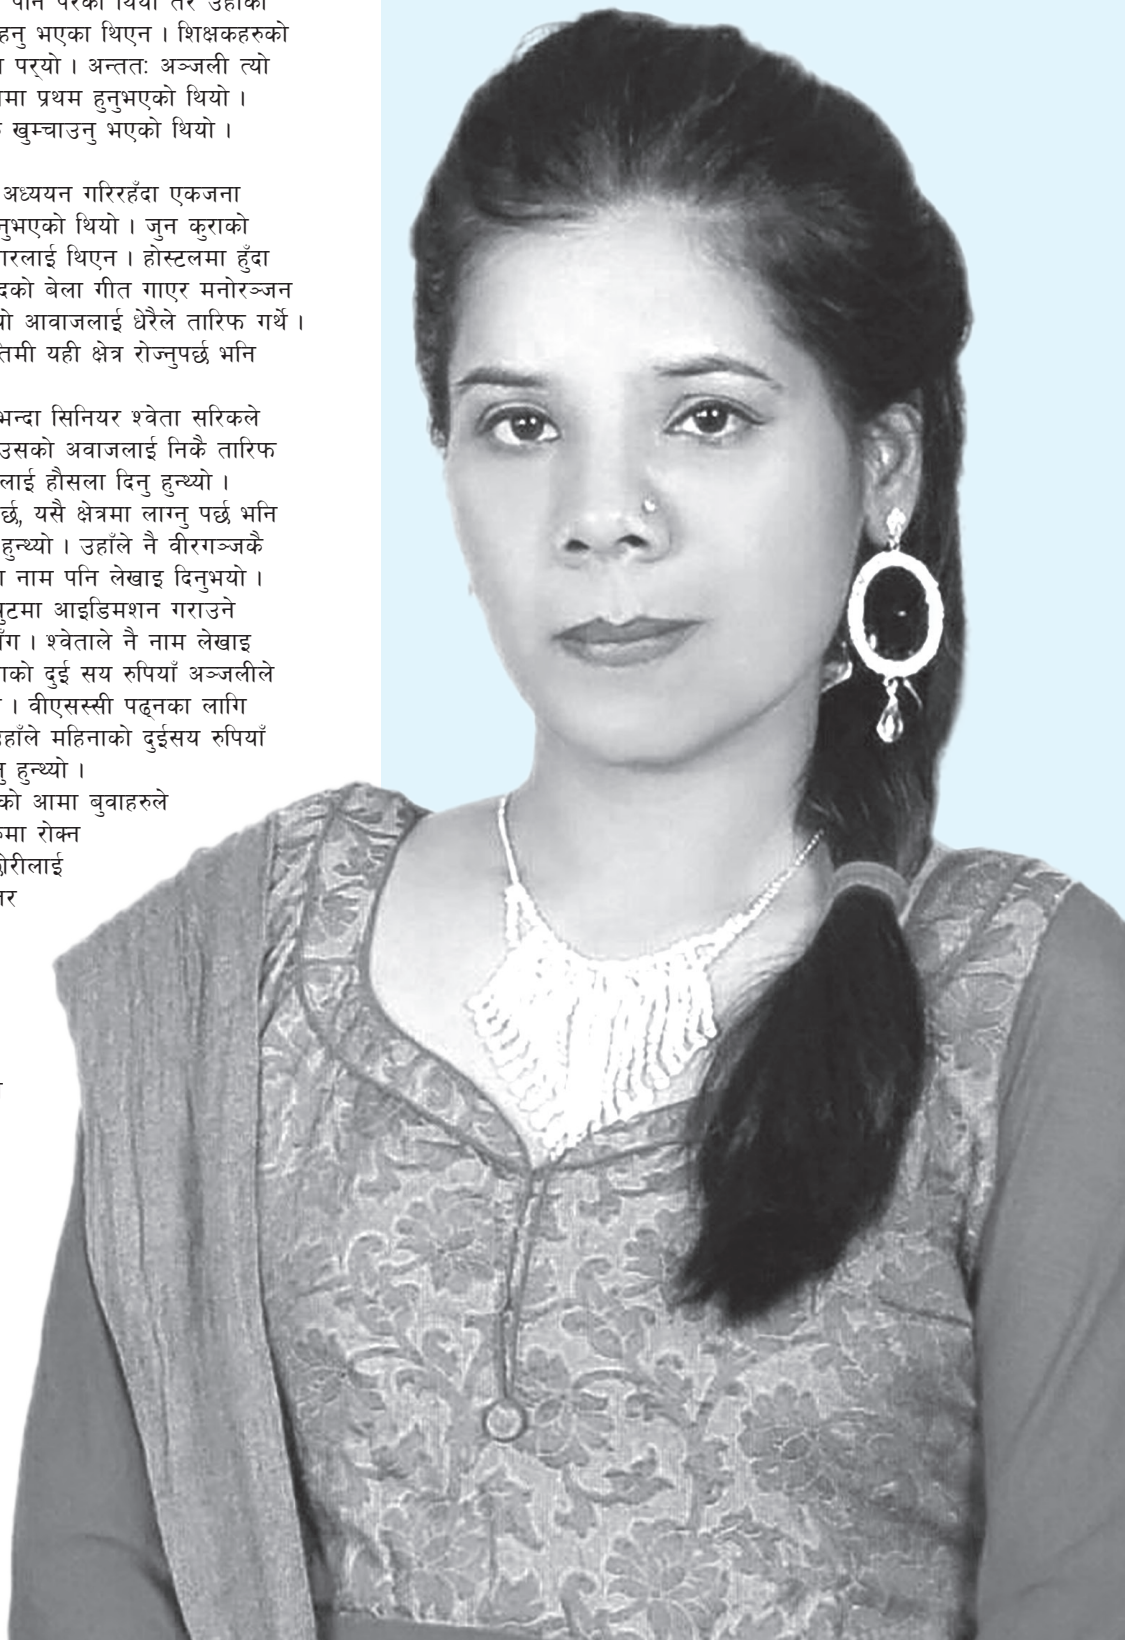 पनि परेको थियो तर उहाँको
हनु भएका थिएन । शिक्षकहरुको
पर्‍यो । अन्ततः अञ्जली त्यो
मा प्रथम हुनुभएको थियो ।
खुम्चाउनु भएको थियो ।
अध्ययन गरिरहँदा एकजना
नुभएको थियो । जुन कुराको
ारलाई थिएन । होस्टलमा हुँदा
दको बेला गीत गाएर मनोरञ्जन
यो आवाजलाई धेरैले तारिफ गर्थे ।
तिमी यही क्षेत्र रोज्नुपर्छ भनि
भन्दा सिनियर श्वेता सरिकले
उसको अवाजलाई निकै तारिफ
लाई हौसला दिनु हुन्थ्यो ।
पर्छ, यसै क्षेत्रमा लाग्नु पर्छ भनि
हुन्थ्यो । उहाँले नै वीरगञ्जकै
ा नाम पनि लेखाइ दिनुभयो ।
युटमा आइडिमशन गराउने
ँग । श्वेताले नै नाम लेखाइ
ाको दुई सय रुपियाँ अञ्जलीले
। वीएसस्सी पढ्नका लागि
उहाँले महिनाको दुईसय रुपियाँ
नु हुन्थ्यो ।
को आमा बुवाहरुले
मा रोक्न
छोरीलाई
तर